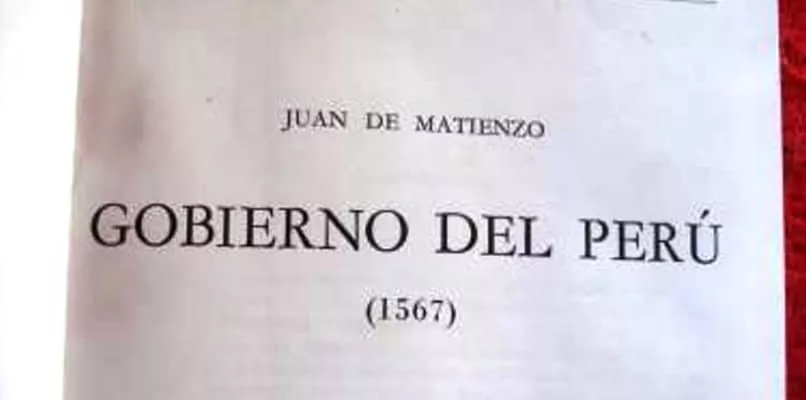 JUAN DE MATIENZO
GOBIERNO DEL PERÚ
(1567)